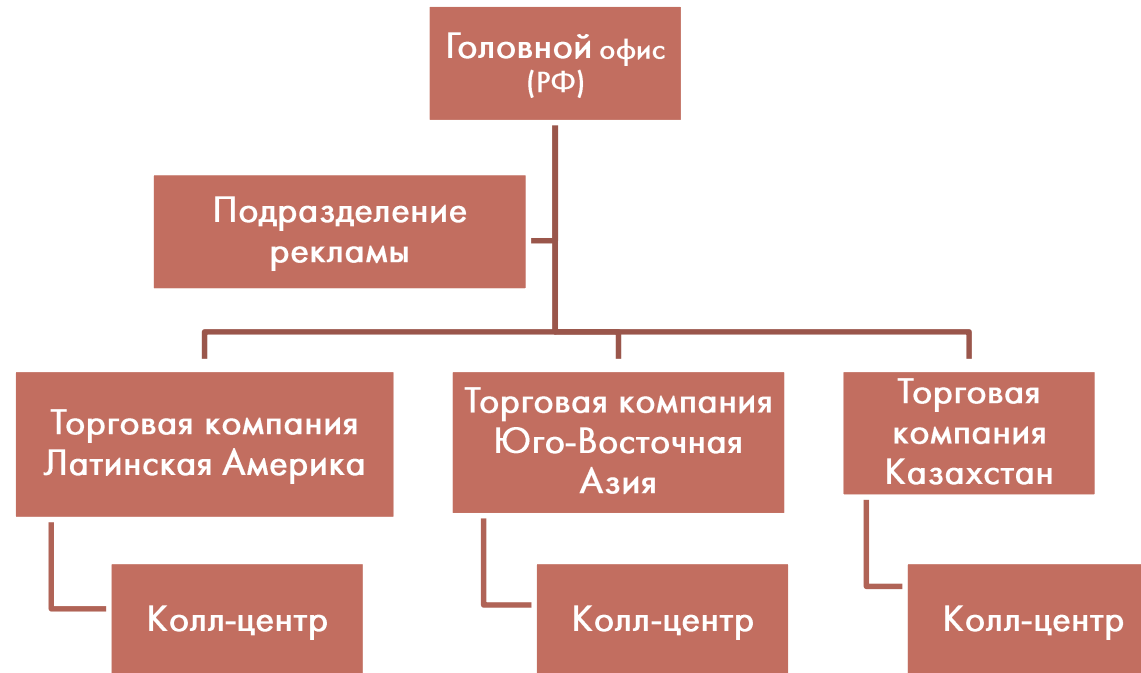 Головной офис
(РФ)
Подразделение
рекламы
Торговая компания
Латинская Америка
Торговая компания
Юго-Восточная
Азия
Торговая
компания
Казахстан
Колл-центр
Колл-центр
Колл-центр